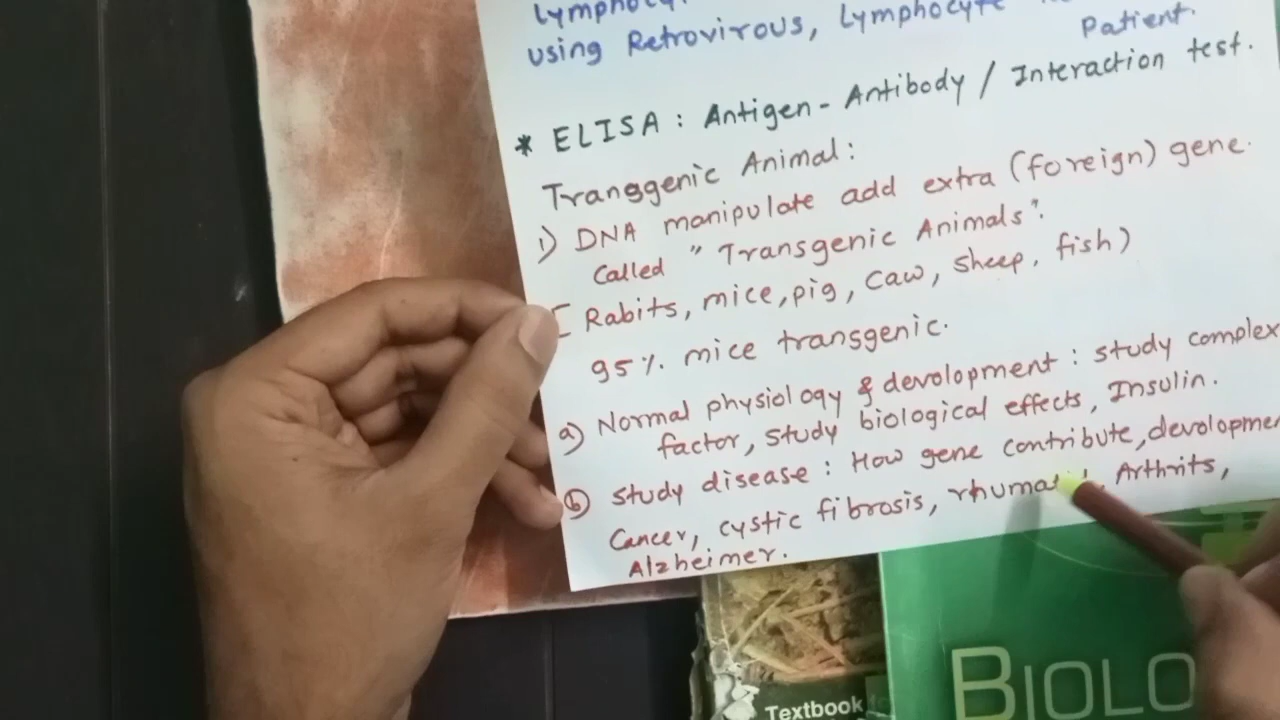 using Retrovirous, Lymphocyte
Patient.
* ELISA : Antigen - Antibody / Interaction test.
Tranggenic Animal :
i) DNA manipulate add extra (foreign) gene.
Called " Transgenic Animals".
[ Rabits, mice, pig, Caw, Sheep, fish)
95%. mice transgenic.
a) Normal physiology & devolopment : study complex
factor, study biological effects, Insulin.
b) Study disease : How gene contribute, devolopmen
Cancer, cystic fibrosis, Arthrits,
Alzheimer.
Textbook
BIOLO